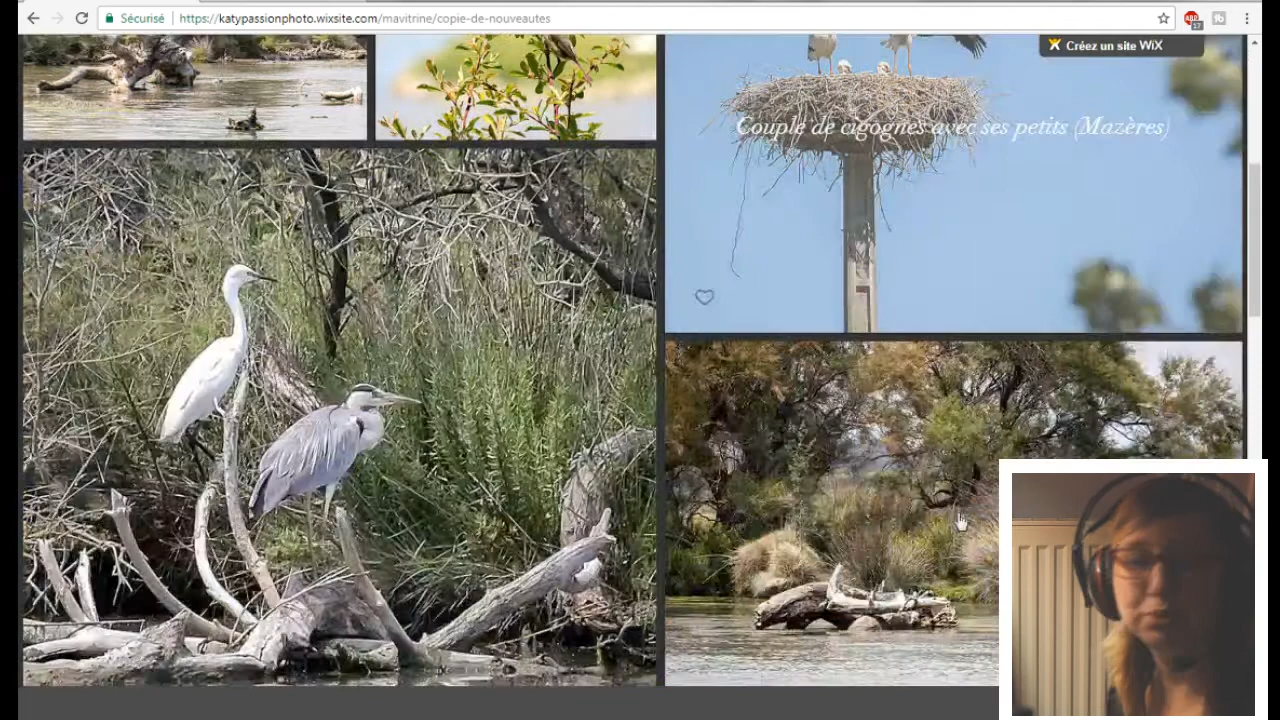 Sécurisé
https://katypassionphoto.wixsite.com/mavitrine/copie-de-nouveautes
Créez un site WiX
Couple de cigognes avec ses petits (Mazères)